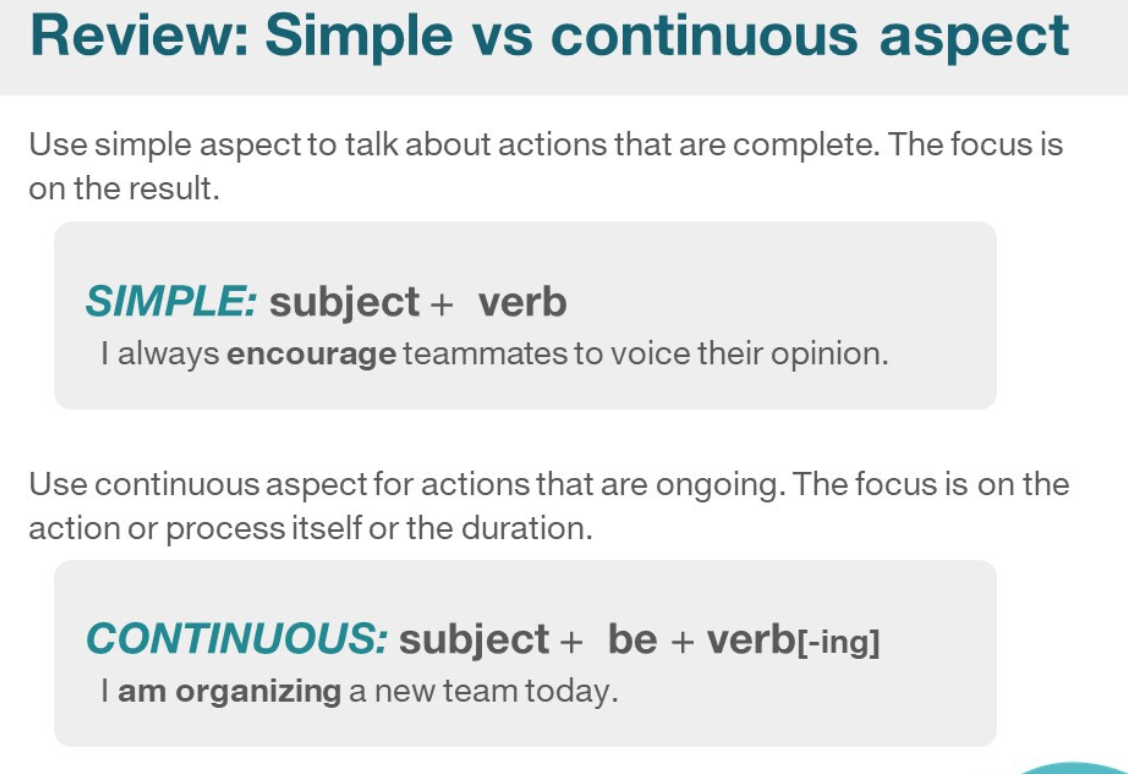 Review: Simple vs continuous aspect
Use simple aspect to talk about actions that are complete. The focus is
on the result.
SIMPLE: subject + verb
I always encourage teammates to voice their opinion.
Use continuous aspect for actions that are ongoing. The focus is on the
action or process itself or the duration.
CONTINUOUS: subject + be + verb[-ing]
I am organizing a new team today.